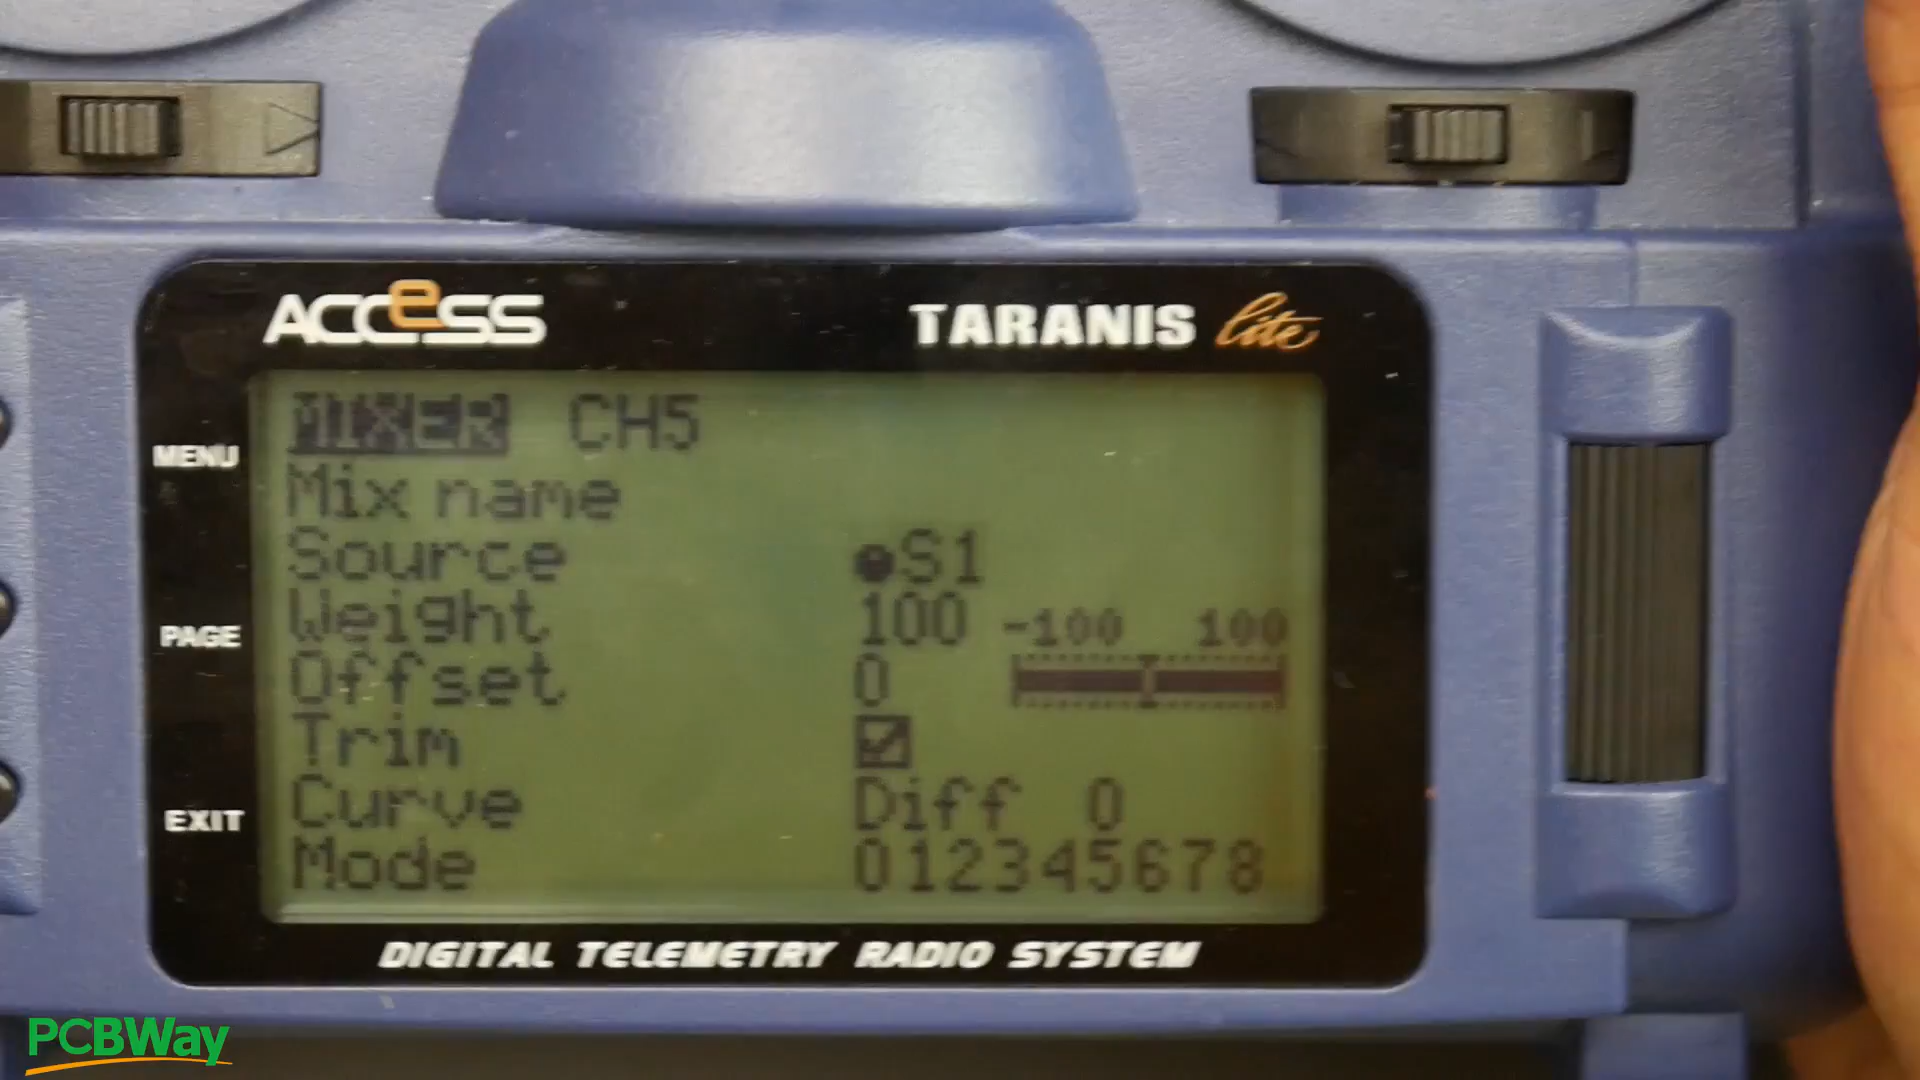 ACCeSS TARANIS lite
MENU
PAGE
EXIT
MIXER CH5
Mix name
Source S1
Weight 100 -100 100
Offset 0
Trim
Curve Diff 0
Mode 012345678
DIGITAL TELEMETRY RADIO SYSTEM
PCBWay